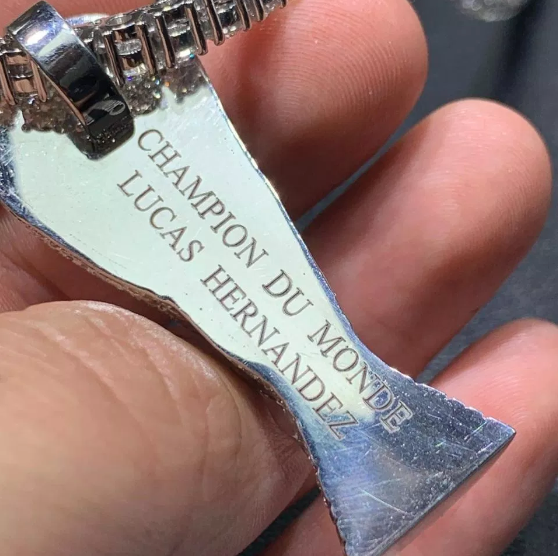 CHAMPION DU MONDE
LUCAS HERNANDEZ